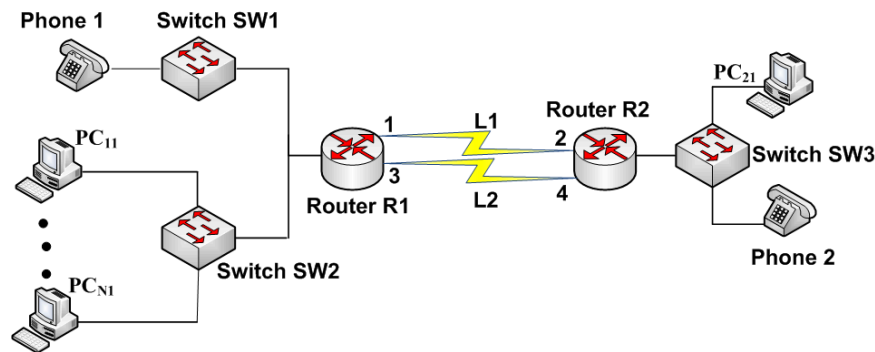 Phone 1
Switch SW1
PC11
PCN1
Switch SW2
1
3
Router R1
L1
L2
2
4
Router R2
PC21
Switch SW3
Phone 2